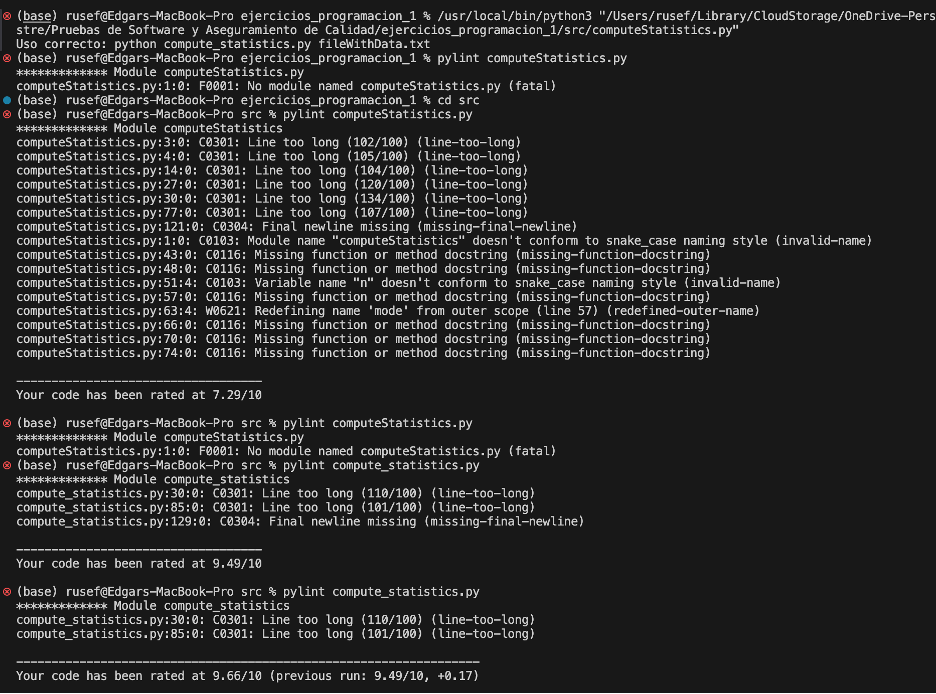 (base) rusef@Edgars-MacBook-Pro ejercicios_programacion_1 % /usr/local/bin/python3 "/Users/rusef/Library/CloudStorage/OneDrive-Pers
stre/Pruebas de Software y Aseguramiento de Calidad/ejercicios_programacion_1/src/computeStatistics.py"
Uso correcto: python compute_statistics.py fileWithData.txt
(base) rusef@Edgars-MacBook-Pro ejercicios_programacion_1 % pylint computeStatistics.py
************* Module computeStatistics.py
computeStatistics.py:1:0: F0001: No module named computeStatistics.py (fatal)
(base) rusef@Edgars-MacBook-Pro ejercicios_programacion_1 % cd src
(base) rusef@Edgars-MacBook-Pro src % pylint computeStatistics.py
************* Module computeStatistics
computeStatistics.py:3:0: C0301: Line too long (102/100) (line-too-long)
computeStatistics.py:4:0: C0301: Line too long (105/100) (line-too-long)
computeStatistics.py:14:0: C0301: Line too long (104/100) (line-too-long)
computeStatistics.py:27:0: C0301: Line too long (120/100) (line-too-long)
computeStatistics.py:30:0: C0301: Line too long (134/100) (line-too-long)
computeStatistics.py:77:0: C0301: Line too long (107/100) (line-too-long)
computeStatistics.py:121:0: C0304: Final newline missing (missing-final-newline)
computeStatistics.py:1:0: C0103: Module name "computeStatistics" doesn't conform to snake_case naming style (invalid-name)
computeStatistics.py:43:0: C0116: Missing function or method docstring (missing-function-docstring)
computeStatistics.py:48:0: C0116: Missing function or method docstring (missing-function-docstring)
computeStatistics.py:51:4: C0103: Variable name "n" doesn't conform to snake_case naming style (invalid-name)
computeStatistics.py:57:0: C0116: Missing function or method docstring (missing-function-docstring)
computeStatistics.py:63:4: W0621: Redefining name 'mode' from outer scope (line 57) (redefined-outer-name)
computeStatistics.py:66:0: C0116: Missing function or method docstring (missing-function-docstring)
computeStatistics.py:70:0: C0116: Missing function or method docstring (missing-function-docstring)
computeStatistics.py:74:0: C0116: Missing function or method docstring (missing-function-docstring)
-----------------------------------
Your code has been rated at 7.29/10
(base) rusef@Edgars-MacBook-Pro src % pylint computeStatistics.py
************* Module computeStatistics.py
computeStatistics.py:1:0: F0001: No module named computeStatistics.py (fatal)
(base) rusef@Edgars-MacBook-Pro src % pylint compute_statistics.py
************* Module compute_statistics
compute_statistics.py:30:0: C0301: Line too long (110/100) (line-too-long)
compute_statistics.py:85:0: C0301: Line too long (101/100) (line-too-long)
compute_statistics.py:129:0: C0304: Final newline missing (missing-final-newline)
-----------------------------------
Your code has been rated at 9.49/10
(base) rusef@Edgars-MacBook-Pro src % pylint compute_statistics.py
************* Module compute_statistics
compute_statistics.py:30:0: C0301: Line too long (110/100) (line-too-long)
compute_statistics.py:85:0: C0301: Line too long (101/100) (line-too-long)
------------------------------------------------------------------
Your code has been rated at 9.66/10 (previous run: 9.49/10, +0.17)